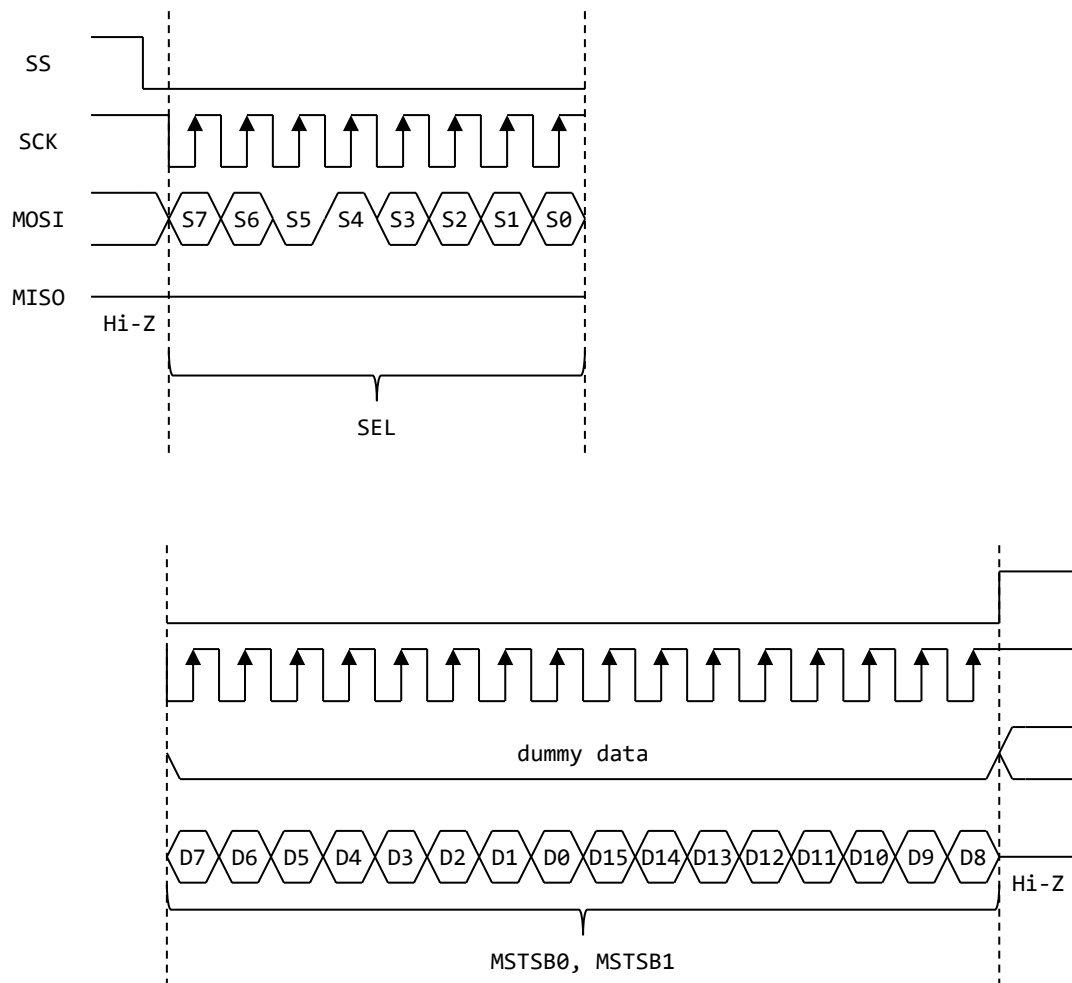 SS
SCK
MOSI S7 S6 S5 S4 S3 S2 S1 S0
MISO
Hi-Z
SEL
dummy data
D7 D6 D5 D4 D3 D2 D1 D0 D15 D14 D13 D12 D11 D10 D9 D8
Hi-Z
MSTSB0, MSTSB1